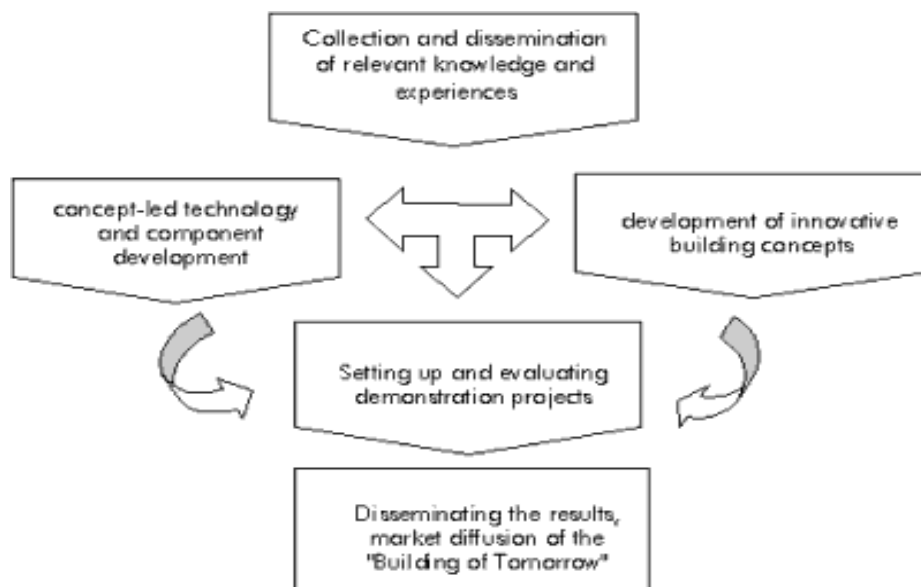 Collection and dissemination
of relevant knowledge and
experiences
concept-led technology
and component
development
development of innovative
building concepts
Setting up and evaluating
demonstration projects
Disseminating the results,
market diffusion of the
"Building of Tomorrow"